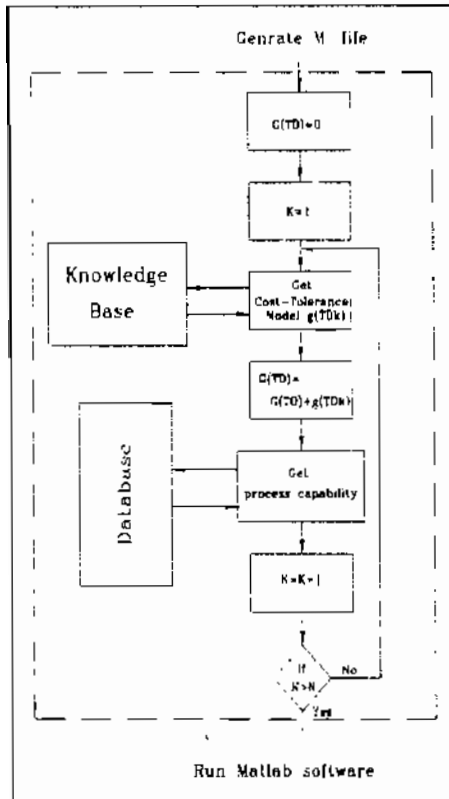 Genrate M file
G(TD)=0
K=1
Knowledge
Base
Get
Cost-Tolerance
Model g(TDk)
G(TD)=
G(TD)+g(TDk)
Database
Get
process capability
K=K+1
If
K>N
No
Yes
Run Matlab software